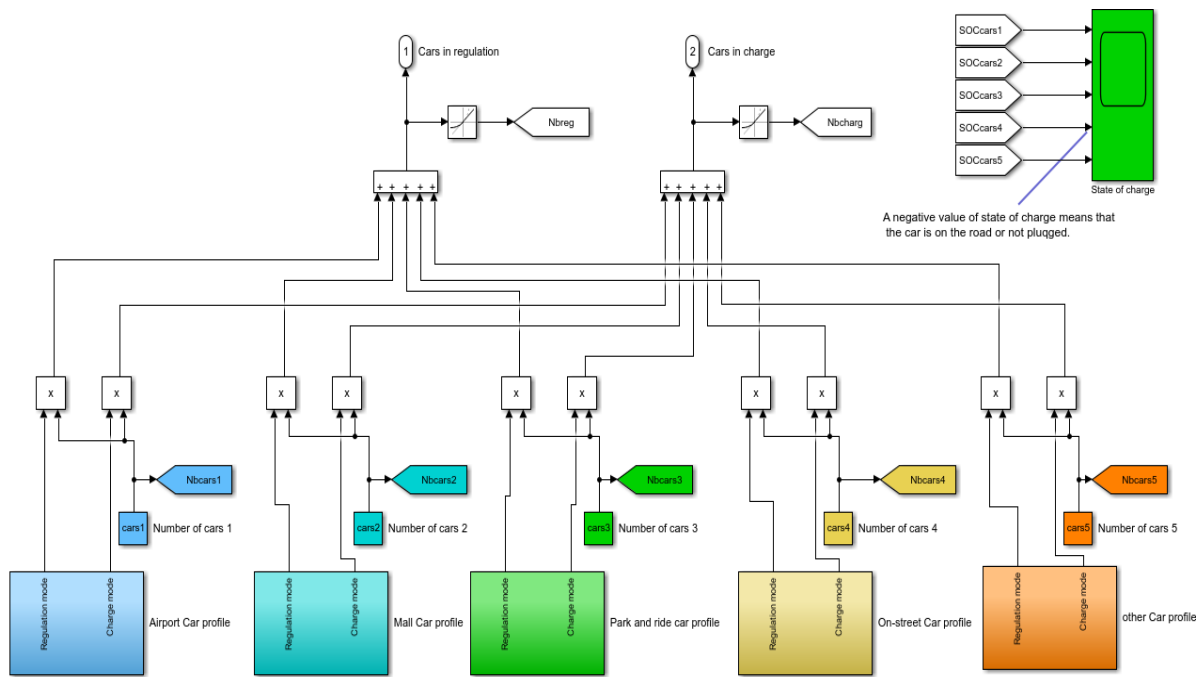 1
Cars in regulation
2
Cars in charge
SOCcars1
SOCcars2
SOCcars3
SOCcars4
SOCcars5
Nbreg
Nbcharg
+ + + + +
+ + + + +
State of charge
A negative value of state of charge means that
the car is on the road or not pluqged.
x
x
x
x
x
x
x
x
x
x
Nbcars1
Nbcars2
Nbcars3
Nbcars4
Nbcars5
cars1
Number of cars 1
cars2
Number of cars 2
cars3
Number of cars 3
cars4
Number of cars 4
cars5
Number of cars 5
Regulation mode
Charge mode
Airport Car profile
Regulation mode
Charge mode
Mall Car profile
Regulation mode
Charge mode
Park and ride car profile
Regulation mode
Charge mode
On-street Car profile
Regulation mode
Charge mode
other Car profile